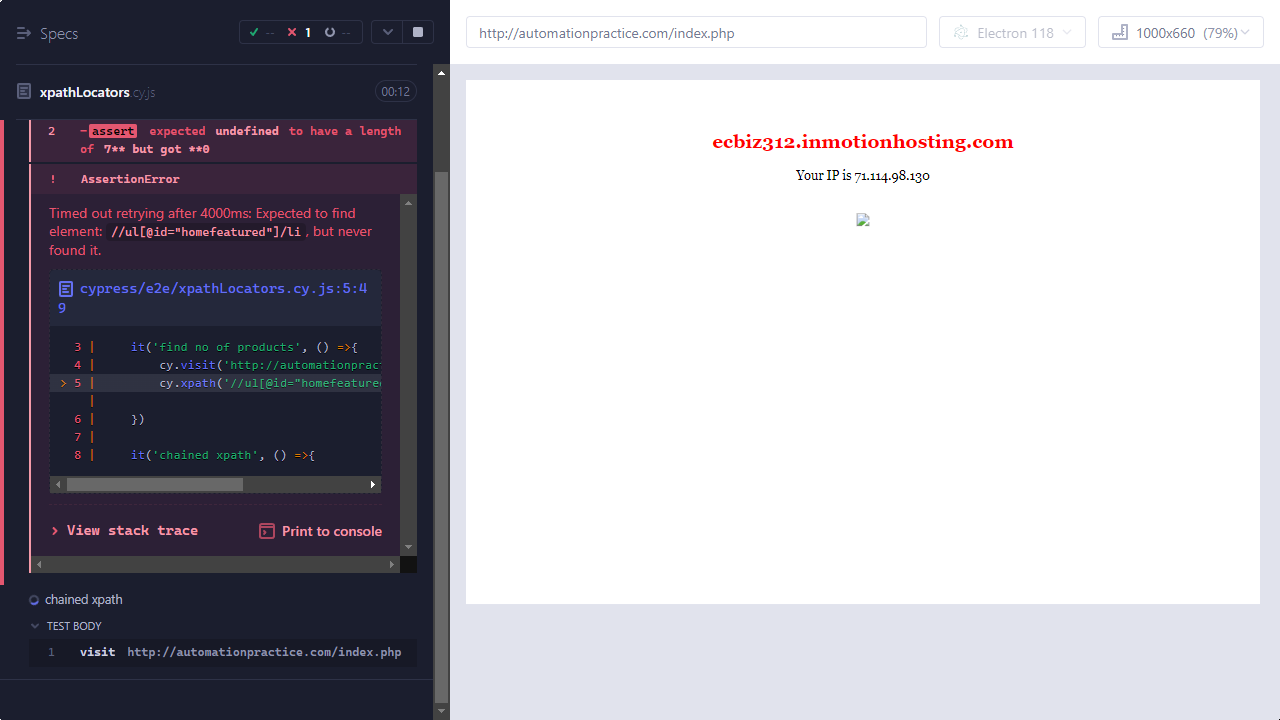 Specs
-- 1 --
xpathLocators.cy.js
00:12
2 -assert expected undefined to have a length
of 7** but got **0
! AssertionError
Timed out retrying after 4000ms: Expected to find
element: //ul[@id="homefeatured"]/li, but never
found it.
cypress/e2e/xpathLocators.cy.js:5:4
9
3 | it('find no of products', () =>{
4 | cy.visit('http://automationpract
> 5 | cy.xpath('//ul[@id="homefeatured
|
6 | })
7 |
8 | it('chained xpath', () =>{
View stack trace
Print to console
chained xpath
TEST BODY
1 visit http://automationpractice.com/index.php
http://automationpractice.com/index.php
Electron 118
1000x660 (79%)
ecbiz312.inmotionhosting.com
Your IP is 71.114.98.130